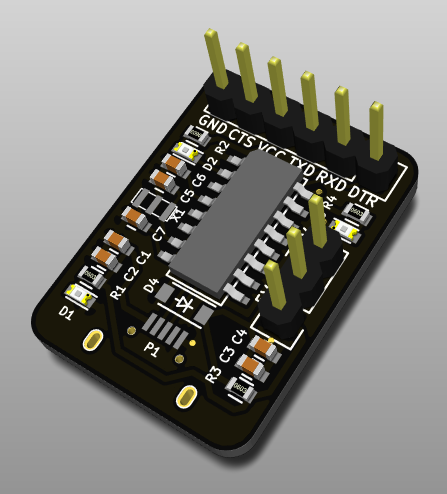 GND CTS VCC TXD RXD DTR
R2
D2
C6
C5
X1
C7
C1
C2
R1
D1
D4
P1
R4
C4
C3
R3